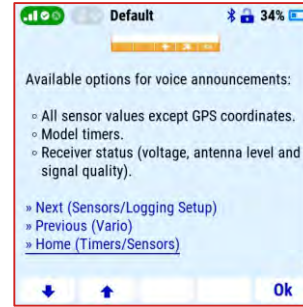 Default 34%
Available options for voice announcements:
◦ All sensor values except GPS coordinates.
◦ Model timers.
◦ Receiver status (voltage, antenna level and
signal quality).
» Next (Sensors/Logging Setup)
» Previous (Vario)
» Home (Timers/Sensors)
Ok